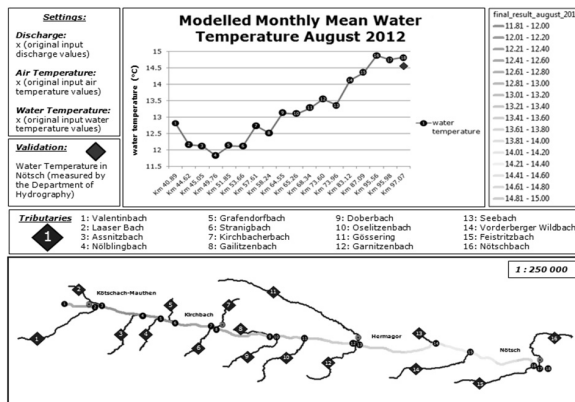 Settings:
Discharge:
x (original input
discharge values)
Air Temperature:
x (original input air
temperature values)
Water Temperature:
x (original input water
temperature values)
Validation:
Water Temperature in
Nötsch (measured by
the Department of
Hydrography)
Modelled Monthly Mean Water
Temperature August 2012
water temperature (°C)
15
14.5
14
13.5
13
12.5
12
11.5
Km 40.89
Km 44.62
Km 45.05
Km 49.76
Km 51.85
Km 53.66
Km 57.61
Km 58.24
Km 64.55
Km 65.26
Km 68.34
Km 73.60
Km 73.96
Km 83.12
Km 87.09
Km 95.56
Km 95.98
Km 97.07
water
temperature
final_result_august_201
11.81 - 12.00
12.01 - 12.20
12.21 - 12.40
12.41 - 12.60
12.61 - 12.80
12.81 - 13.00
13.01 - 13.20
13.21 - 13.40
13.41 - 13.60
13.61 - 13.80
13.81 - 14.00
14.01 - 14.20
14.21 - 14.40
14.41 - 14.60
14.61 - 14.80
14.81 - 15.00
Tributaries
1
1: Valentinbach
2: Laaser Bach
3: Assnitzbach
4: Nölblingbach
5: Grafendorfbach
6: Stranigbach
7: Kirchbacherbach
8: Gailitzenbach
9: Doberbach
10: Oselitzenbach
11: Gössering
12: Garnitzenbach
13: Seebach
14: Vorderberger Wildbach
15: Feistritzbach
16: Nötschbach
1 : 250 000
Kötschach-Mauthen
Kirchbach
Hermagor
Nötsch